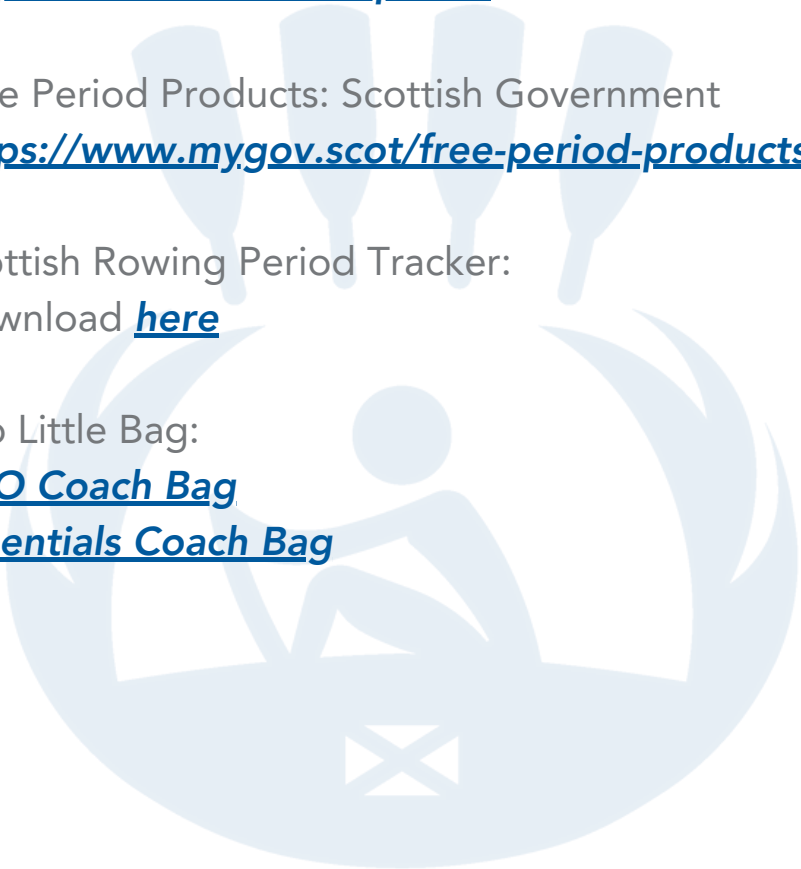 e Period Products: Scottish Government
ps://www.mygov.scot/free-period-products
ottish Rowing Period Tracker:
wnload here
o Little Bag:
O Coach Bag
entials Coach Bag